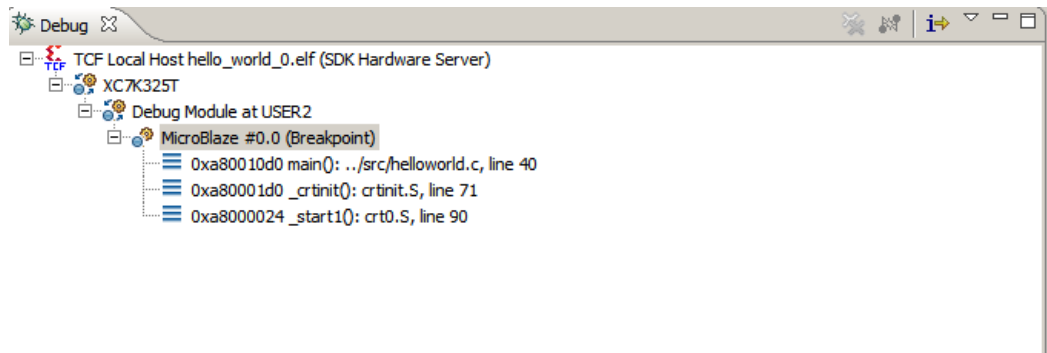 Debug
i
TCF TCF Local Host hello_world_0.elf (SDK Hardware Server)
XC7K325T
Debug Module at USER2
MicroBlaze #0.0 (Breakpoint)
0xa80010d0 main(): ../src/helloworld.c, line 40
0xa80001d0 _crtinit(): crtinit.S, line 71
0xa8000024 _start1(): crt0.S, line 90